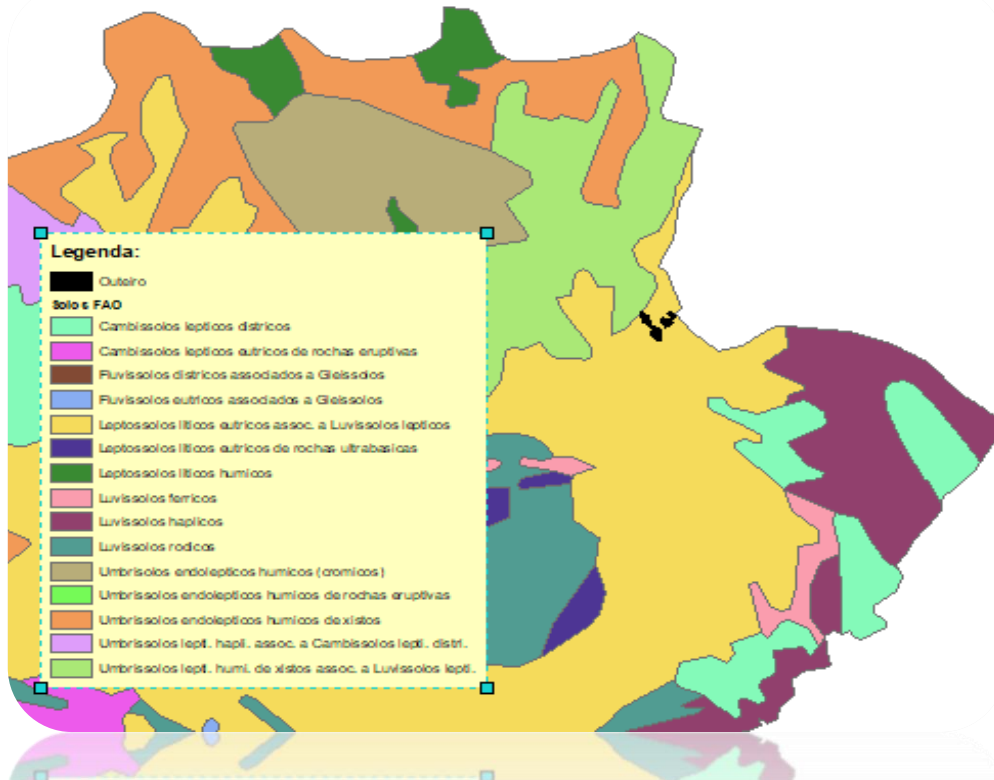 Legenda:
Outeiro
Solos FAO
Cambissolos lepticos districos
Cambissolos lepticos eutricos de rochas eruptivas
Fluvissolos districos associados a Gleissolos
Fluvissolos eutricos associados a Gleissolos
Leptossolos liticos eutricos assoc. a Luvissolos lepticos
Leptossolos liticos eutricos de rochas ultrabasicas
Leptossolos liticos humicos
Luvissolos ferricos
Luvissolos haplicos
Luvissolos rodicos
Umbrisolos endolepticos humicos (cromicos)
Umbrissolos endolepticos humicos de rochas eruptivas
Umbrissolos endolepticos humicos de xistos
Umbrissolos lept. hapli. assoc. a Cambissolos lepti. distri.
Umbrissolos lept. humi. de xistos assoc. a Luvissolos lepti.